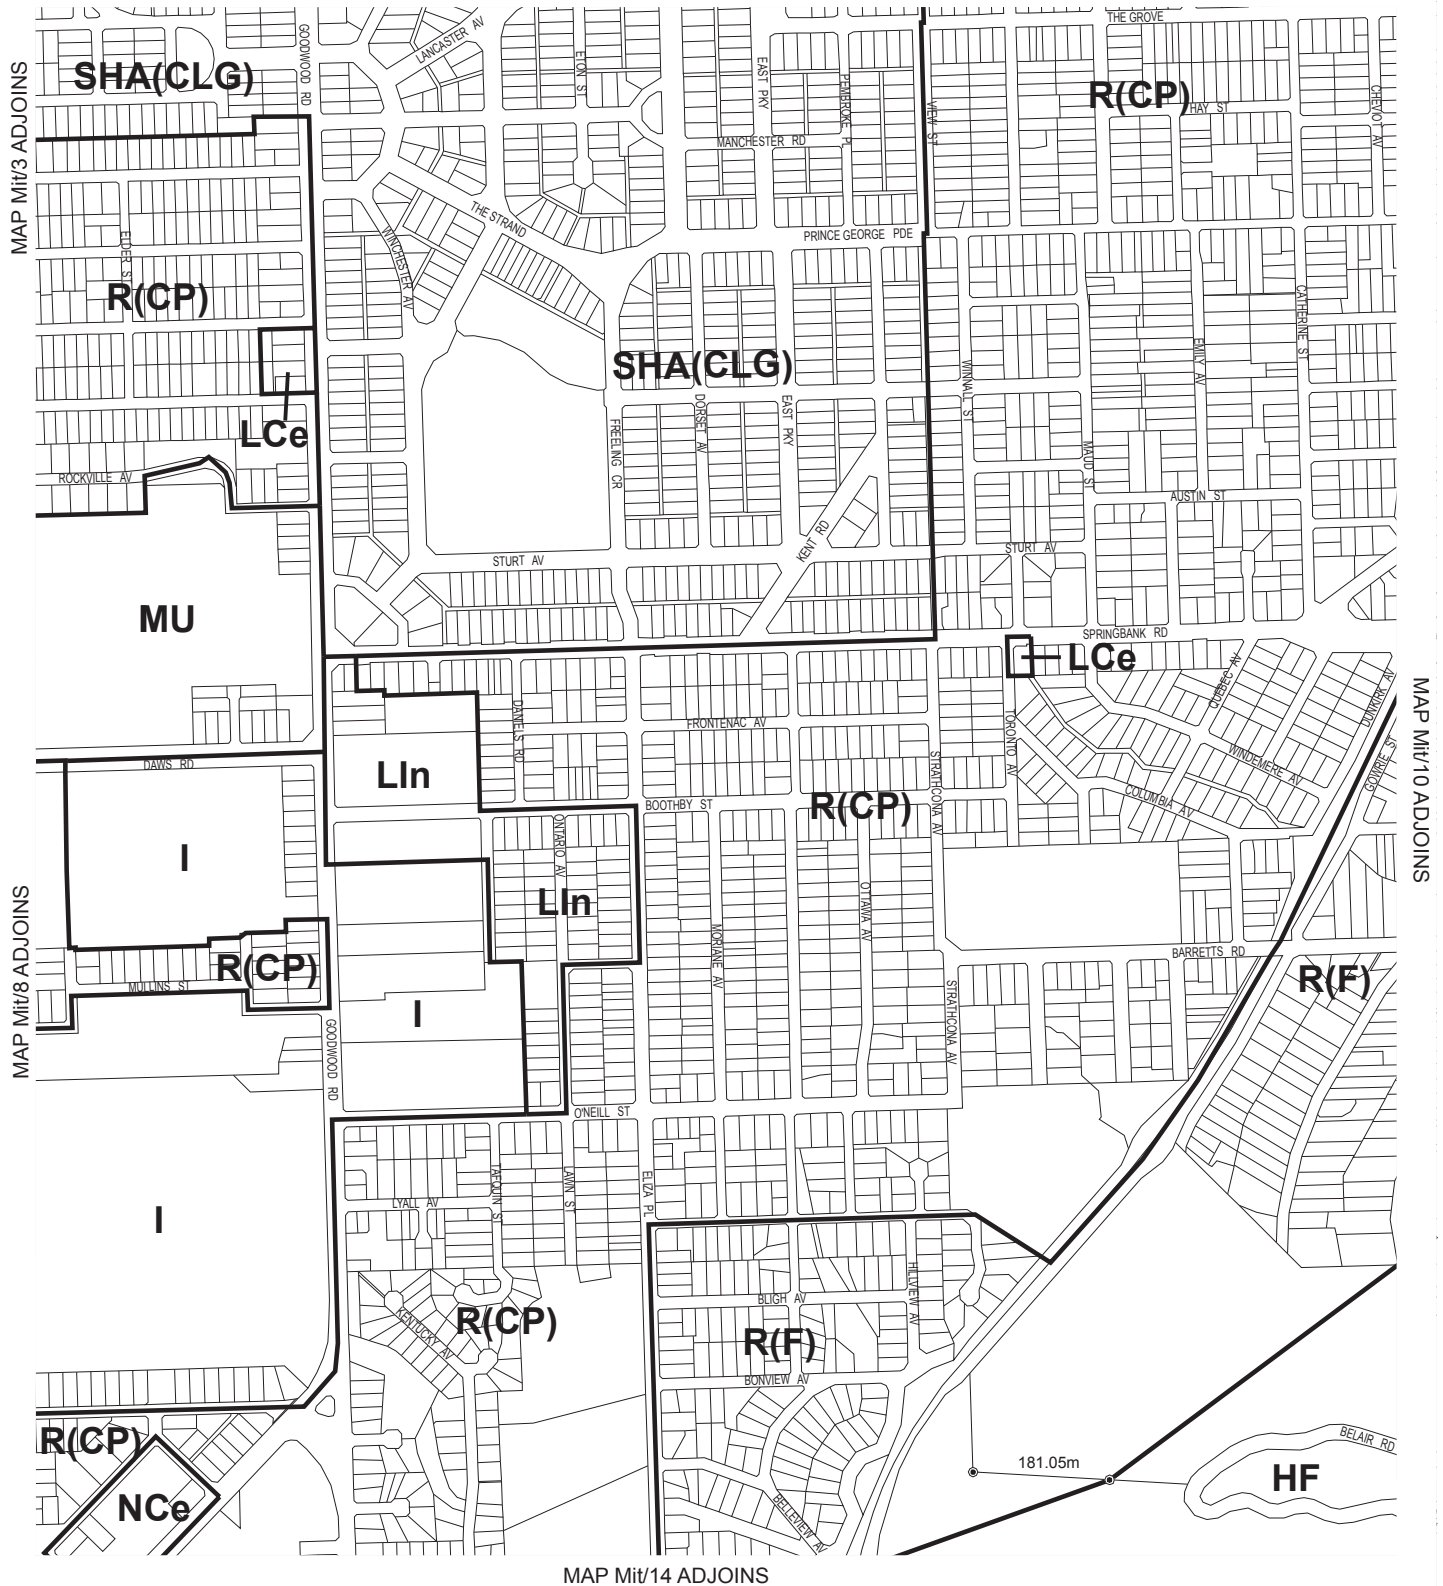 THE GROVE
GOODWOOD RD
LANCASTER AV
ETON ST
EAST PKY
PEMBROKE PL
VIEW ST
SHA(CLG)
R(CP)
HAY ST
CHEVIOT AV
MAP Mit/3 ADJOINS
MANCHESTER RD
THE STRAND
WINCHESTER AV
PRINCE GEORGE PDE
ELDER ST
R(CP)
CATHERINE ST
EMILY AV
SHA(CLG)
WINNALL ST
LCe
DORSET AV
EAST PKY
FREELING CR
MAUD ST
ROCKVILLE AV
AUSTIN ST
KENT RD
STURT AV
STURT AV
MU
SPRINGBANK RD
LCe
QUEBEC AV
DUNKIRK AV
MAP Mit/10 ADJOINS
DANIELS RD
FRONTENAC AV
TORONTO AV
WINDEMERE AV
GOWRIE ST
DAWS RD
LIn
STRATHCONA AV
COLUMBIA AV
BOOTHBY ST
R(CP)
ONTARIO AV
I
LIn
OTTAWA AV
MORIANE AV
MAP Mit/8 ADJOINS
BARRETTS RD
R(CP)
R(F)
MULLINS ST
STRATHCONA AV
I
GOODWOOD RD
O'NEILL ST
TAEQUIN ST
LAWN ST
ELIZA PL
LYALL AV
I
HILLVIEW AV
BLIGH AV
KENTUCKY AV
R(CP)
R(F)
BONVIEW AV
R(CP)
BELAIR RD
181.05m
HF
NCe
BELLEVIEW AV
MAP Mit/14 ADJOINS